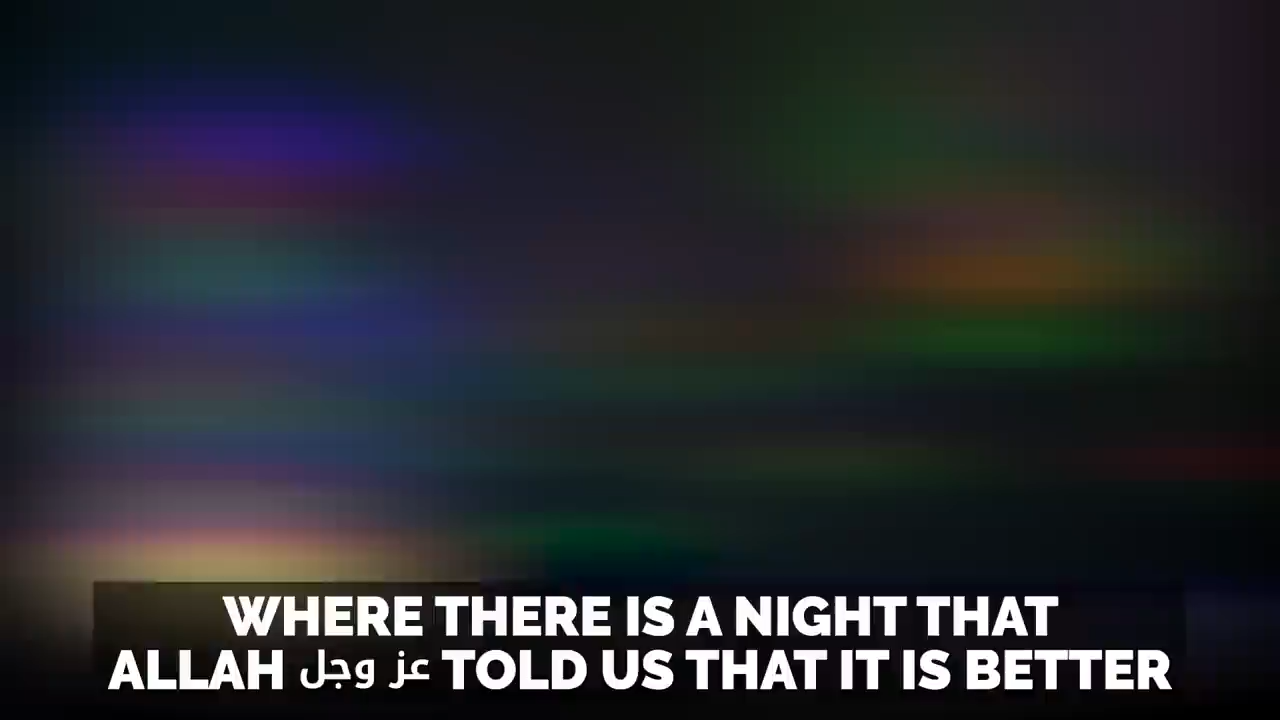 WHERE THERE IS A NIGHT THAT
ALLAH عز وجل TOLD US THAT IT IS BETTER